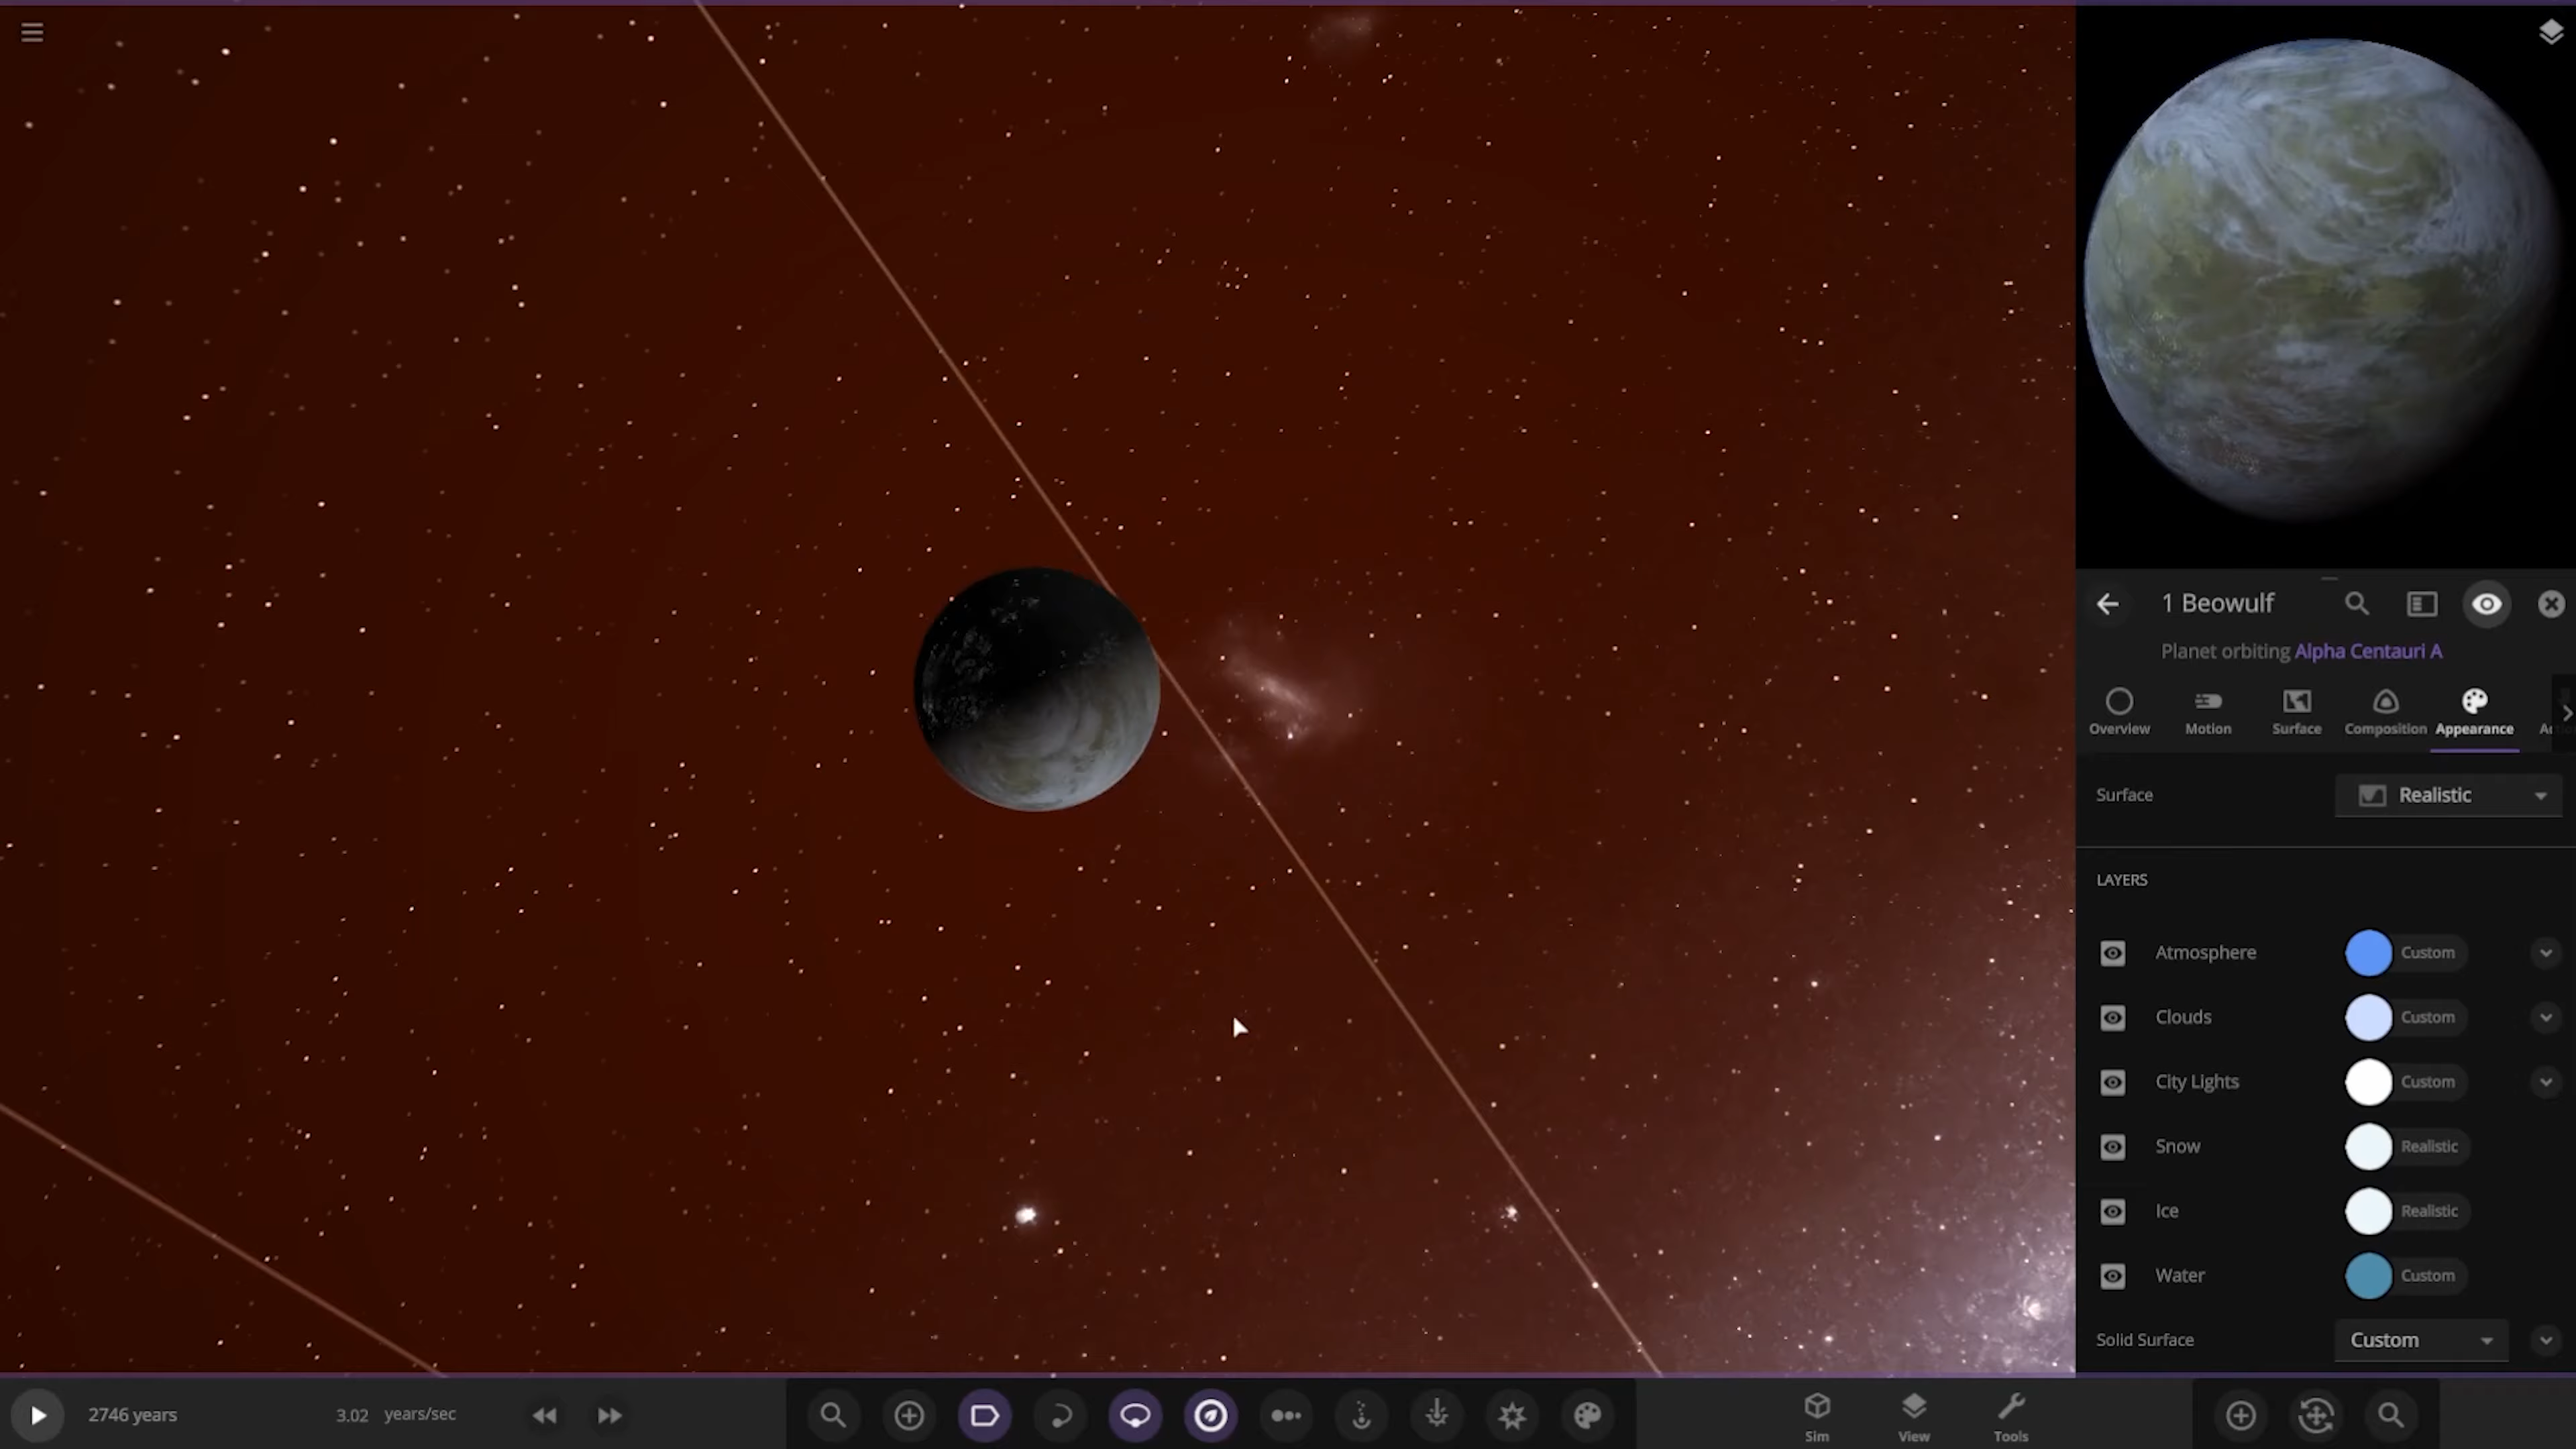 1 Beowulf
Planet orbiting Alpha Centauri A
Overview
Motion
Surface
Composition
Appearance
Surface
Realistic
LAYERS
Atmosphere
Custom
Clouds
Custom
City Lights
Custom
Snow
Realistic
Ice
Realistic
Water
Custom
Solid Surface
Custom
2746 years
3.02 years/sec
Sim
View
Tools